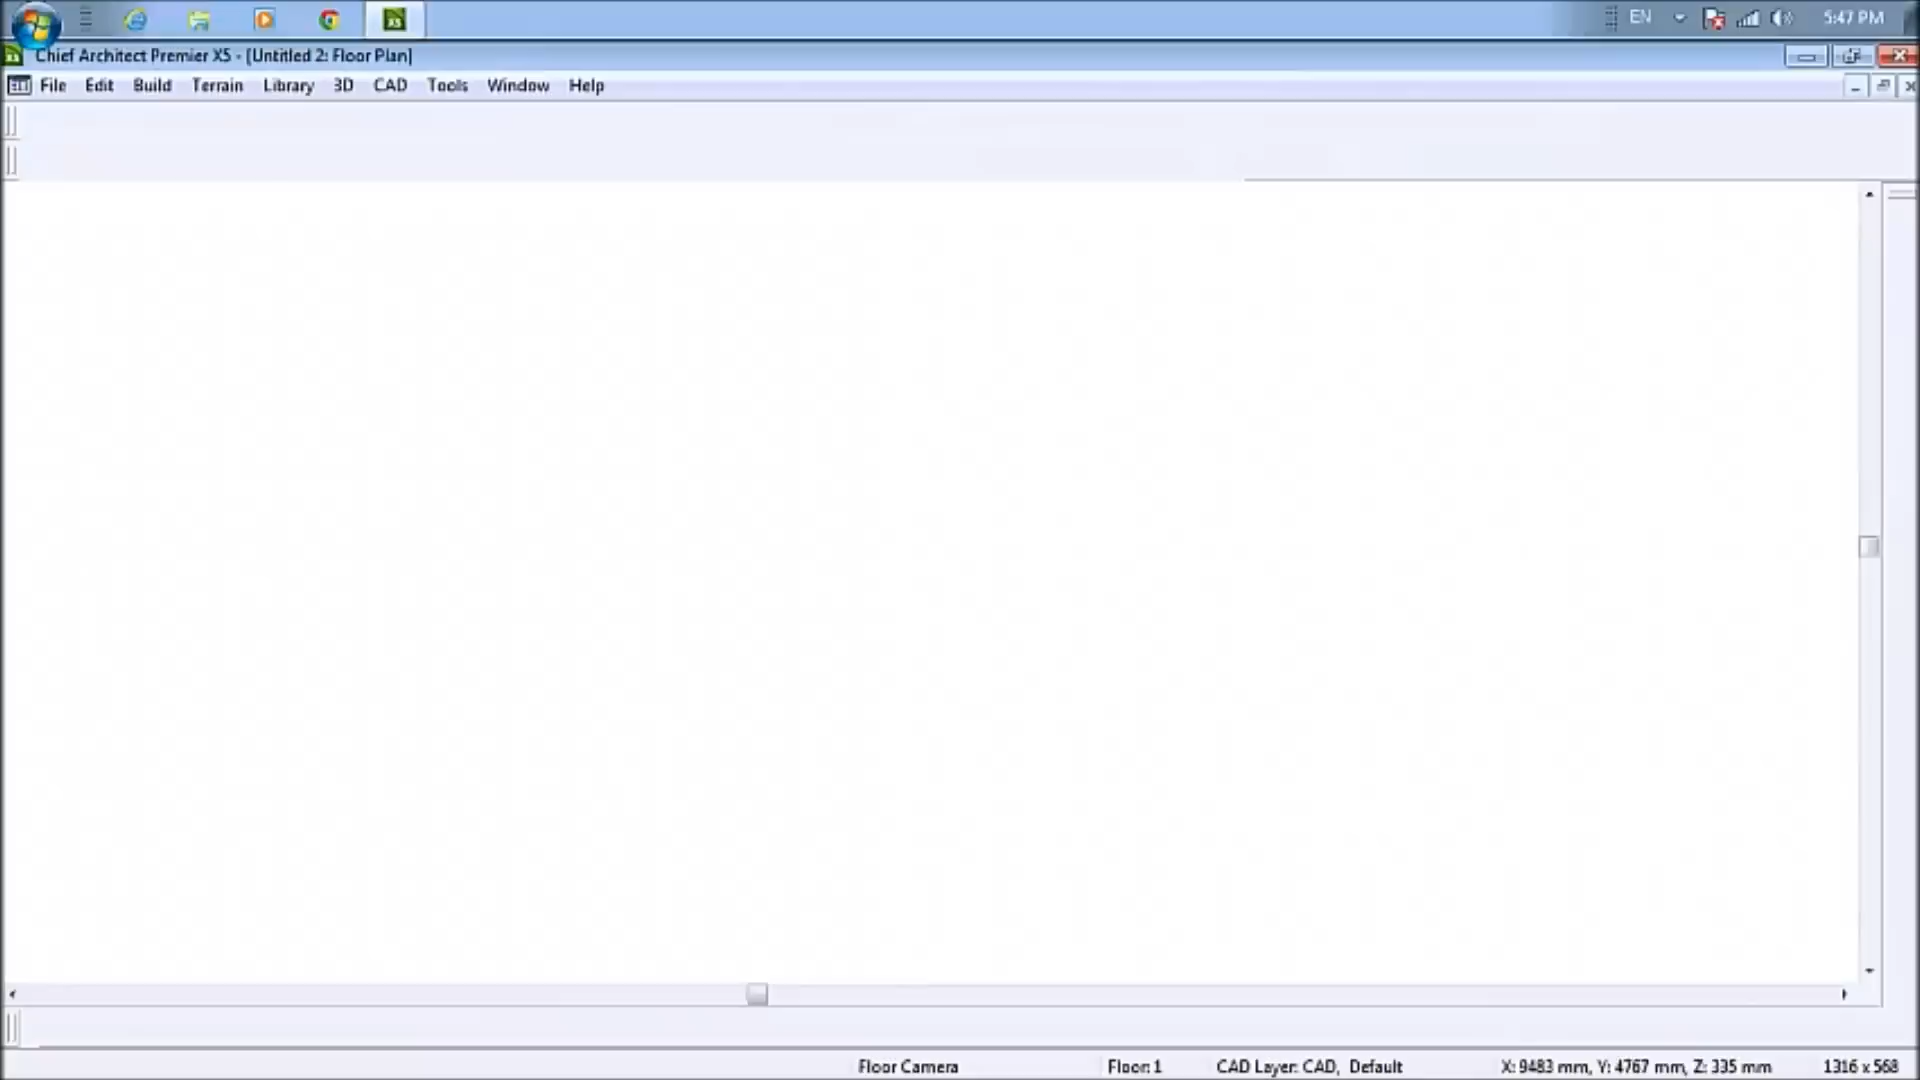 EN 5:47 PM
Chief Architect Premier X5 - [Untitled 2: Floor Plan]
File Edit Build Terrain Library 3D CAD Tools Window Help
Floor Camera Floor: 1 CAD Layer: CAD, Default X: 9483 mm, Y: 4767 mm, Z: 335 mm 1316 x 568